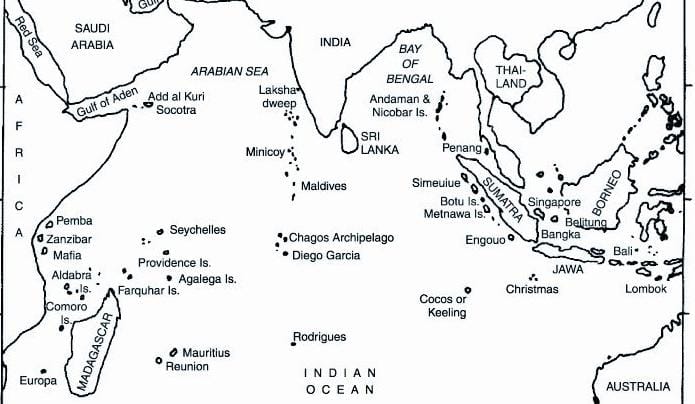 Gulf
Red Sea
SAUDI
ARABIA
INDIA
BAY
OF
BENGAL
ARABIAN SEA
THAI-
LAND
Laksha-
dweep
Gulf of Aden
Add al Kuri
Socotra
Andaman &
Nicobar Is.
AFRICA
SRI
LANKA
Penang
Minicoy
Maldives
Simeuiue
SUMATRA
BORNEO
Botu Is.
Singapore
Metnawa Is.
Belitung
Pemba
Seychelles
Bangka
Zanzibar
Chagos Archipelago
Engouo
Mafia
Diego Garcia
Bali
Providence Is.
JAWA
Aldabra
Is.
Agalega Is.
Farquhar Is.
Christmas
Lombok
Cocos or
Keeling
Comoro
Is.
MADAGASCAR
Rodrigues
Mauritius
Reunion
Europa
INDIAN
OCEAN
AUSTRALIA